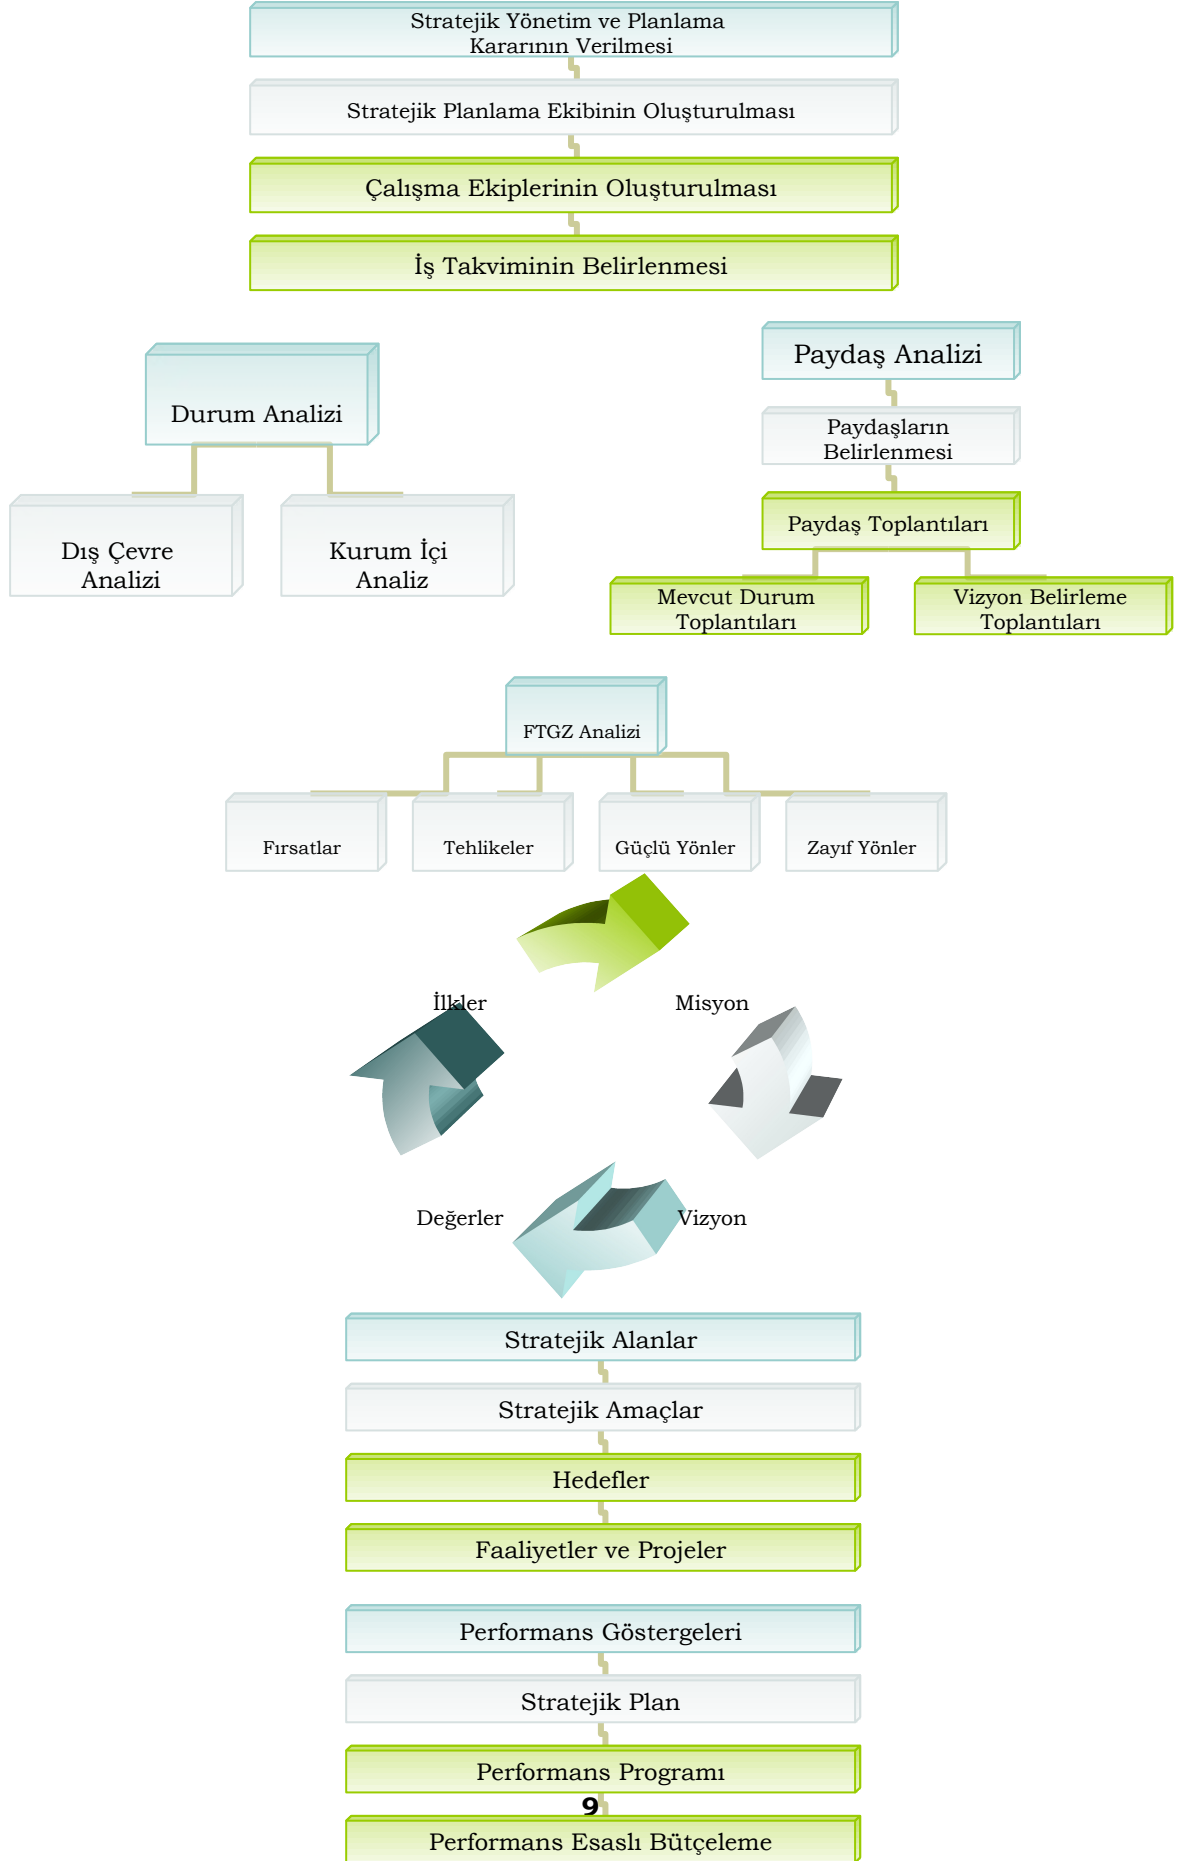 Stratejik Yönetim ve Planlama
Kararının Verilmesi
Stratejik Planlama Ekibinin Oluşturulması
Çalışma Ekiplerinin Oluşturulması
İş Takviminin Belirlenmesi
Durum Analizi
Dış Çevre
Analizi
Kurum İçi
Analiz
Paydaş Analizi
Paydaşların
Belirlenmesi
Paydaş Toplantıları
Mevcut Durum
Toplantıları
Vizyon Belirleme
Toplantıları
FTGZ Analizi
Fırsatlar
Tehlikeler
Güçlü Yönler
Zayıf Yönler
İlkler
Misyon
Değerler
Vizyon
Stratejik Alanlar
Stratejik Amaçlar
Hedefler
Faaliyetler ve Projeler
Performans Göstergeleri
Stratejik Plan
Performans Programı
9
Performans Esaslı Bütçeleme